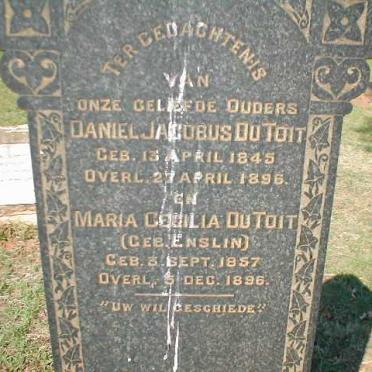 TER GEDACHTENIS
VAN
ONZE GELIEFDE OUDERS
DANIEL JACOBUS DU TOIT
GEB. 13 APRIL 1845
OVERL. 27 APRIL 1896.
EN
MARIA CECILIA DU TOIT
(GEB. ENSLIN)
GEB. 3 SEPT. 1857
OVERL. 5 DEC. 1896.
"UW WIL GESCHIEDE"